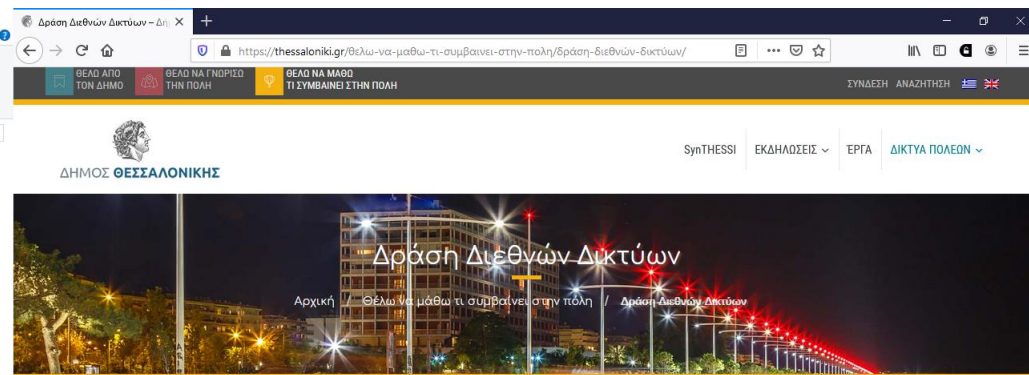 Δράση Διεθνών Δικτύων – Δή
https://thessaloniki.gr/θελω-να-μαθω-τι-συμβαινει-στην-πολη/δράση-διεθνών-δικτύων/
ΘΕΛΩ ΑΠΟ
ΤΟΝ ΔΗΜΟ
ΘΕΛΩ ΝΑ ΓΝΩΡΙΣΩ
ΤΗΝ ΠΟΛΗ
ΘΕΛΩ ΝΑ ΜΑΘΩ
ΤΙ ΣΥΜΒΑΙΝΕΙ ΣΤΗΝ ΠΟΛΗ
ΣΥΝΔΕΣΗ ΑΝΑΖΗΤΗΣΗ
ΔΗΜΟΣ ΘΕΣΣΑΛΟΝΙΚΗΣ
SynTHESSI ΕΚΔΗΛΩΣΕΙΣ ΈΡΓΑ ΔΙΚΤΥΑ ΠΟΛΕΩΝ
Δράση Διεθνών Δικτύων
Αρχική / Θέλω να μάθω τι συμβαίνει στην πόλη / Δράση Διεθνών Δικτύων